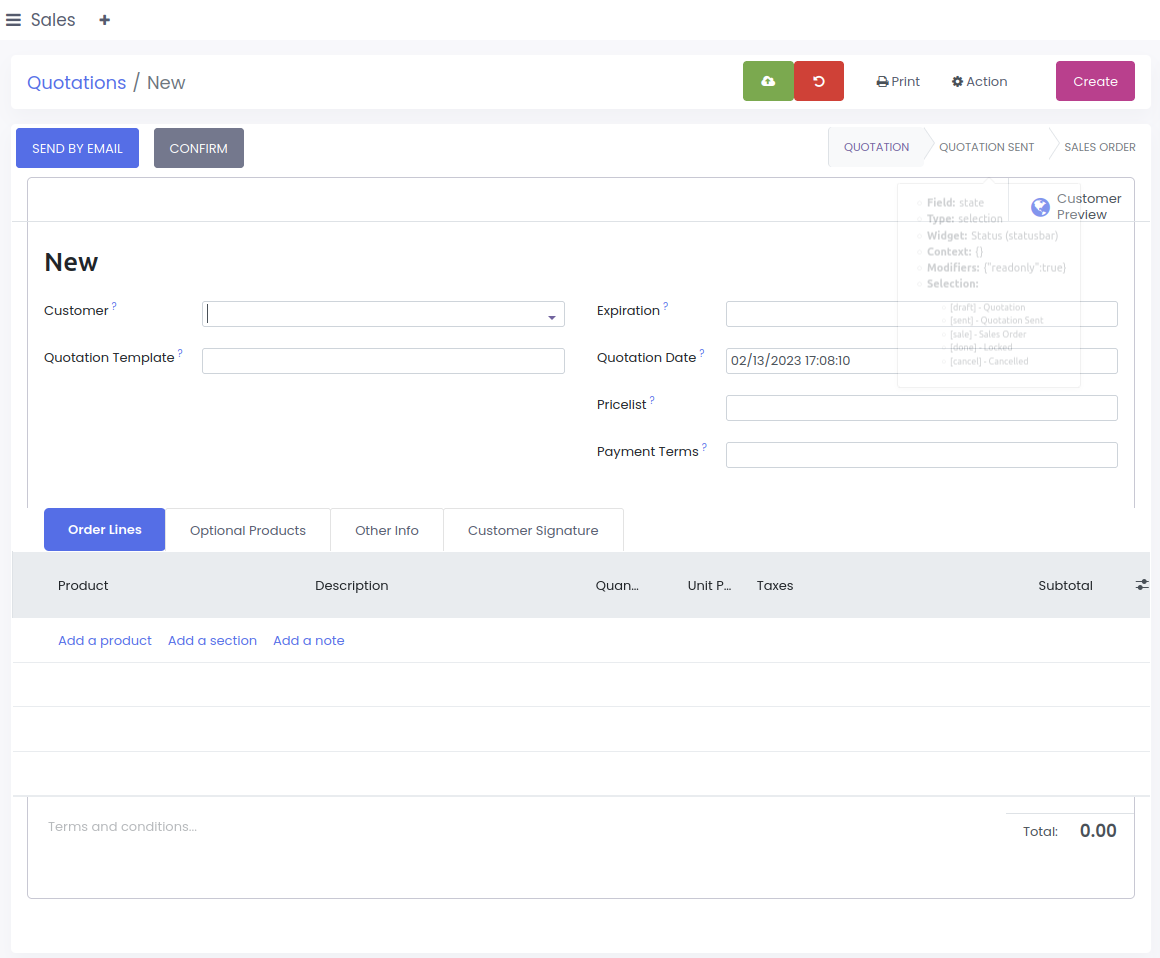 Sales +
Quotations / New
Print
Action
Create
SEND BY EMAIL
CONFIRM
QUOTATION
QUOTATION SENT
SALES ORDER
Customer
Preview
Field: state
Type: selection
Widget: Status (statusbar)
Context: {}
Modifiers: {"readonly":true}
Selection:
[draft] - Quotation
[sent] - Quotation Sent
[sale] - Sales Order
[done] - Locked
[cancel] - Cancelled
New
Customer ?
Expiration ?
Quotation Template ?
Quotation Date ? 02/13/2023 17:08:10
Pricelist ?
Payment Terms ?
Order Lines
Optional Products
Other Info
Customer Signature
Product
Description
Quan...
Unit P...
Taxes
Subtotal
Add a product
Add a section
Add a note
Terms and conditions...
Total: 0.00